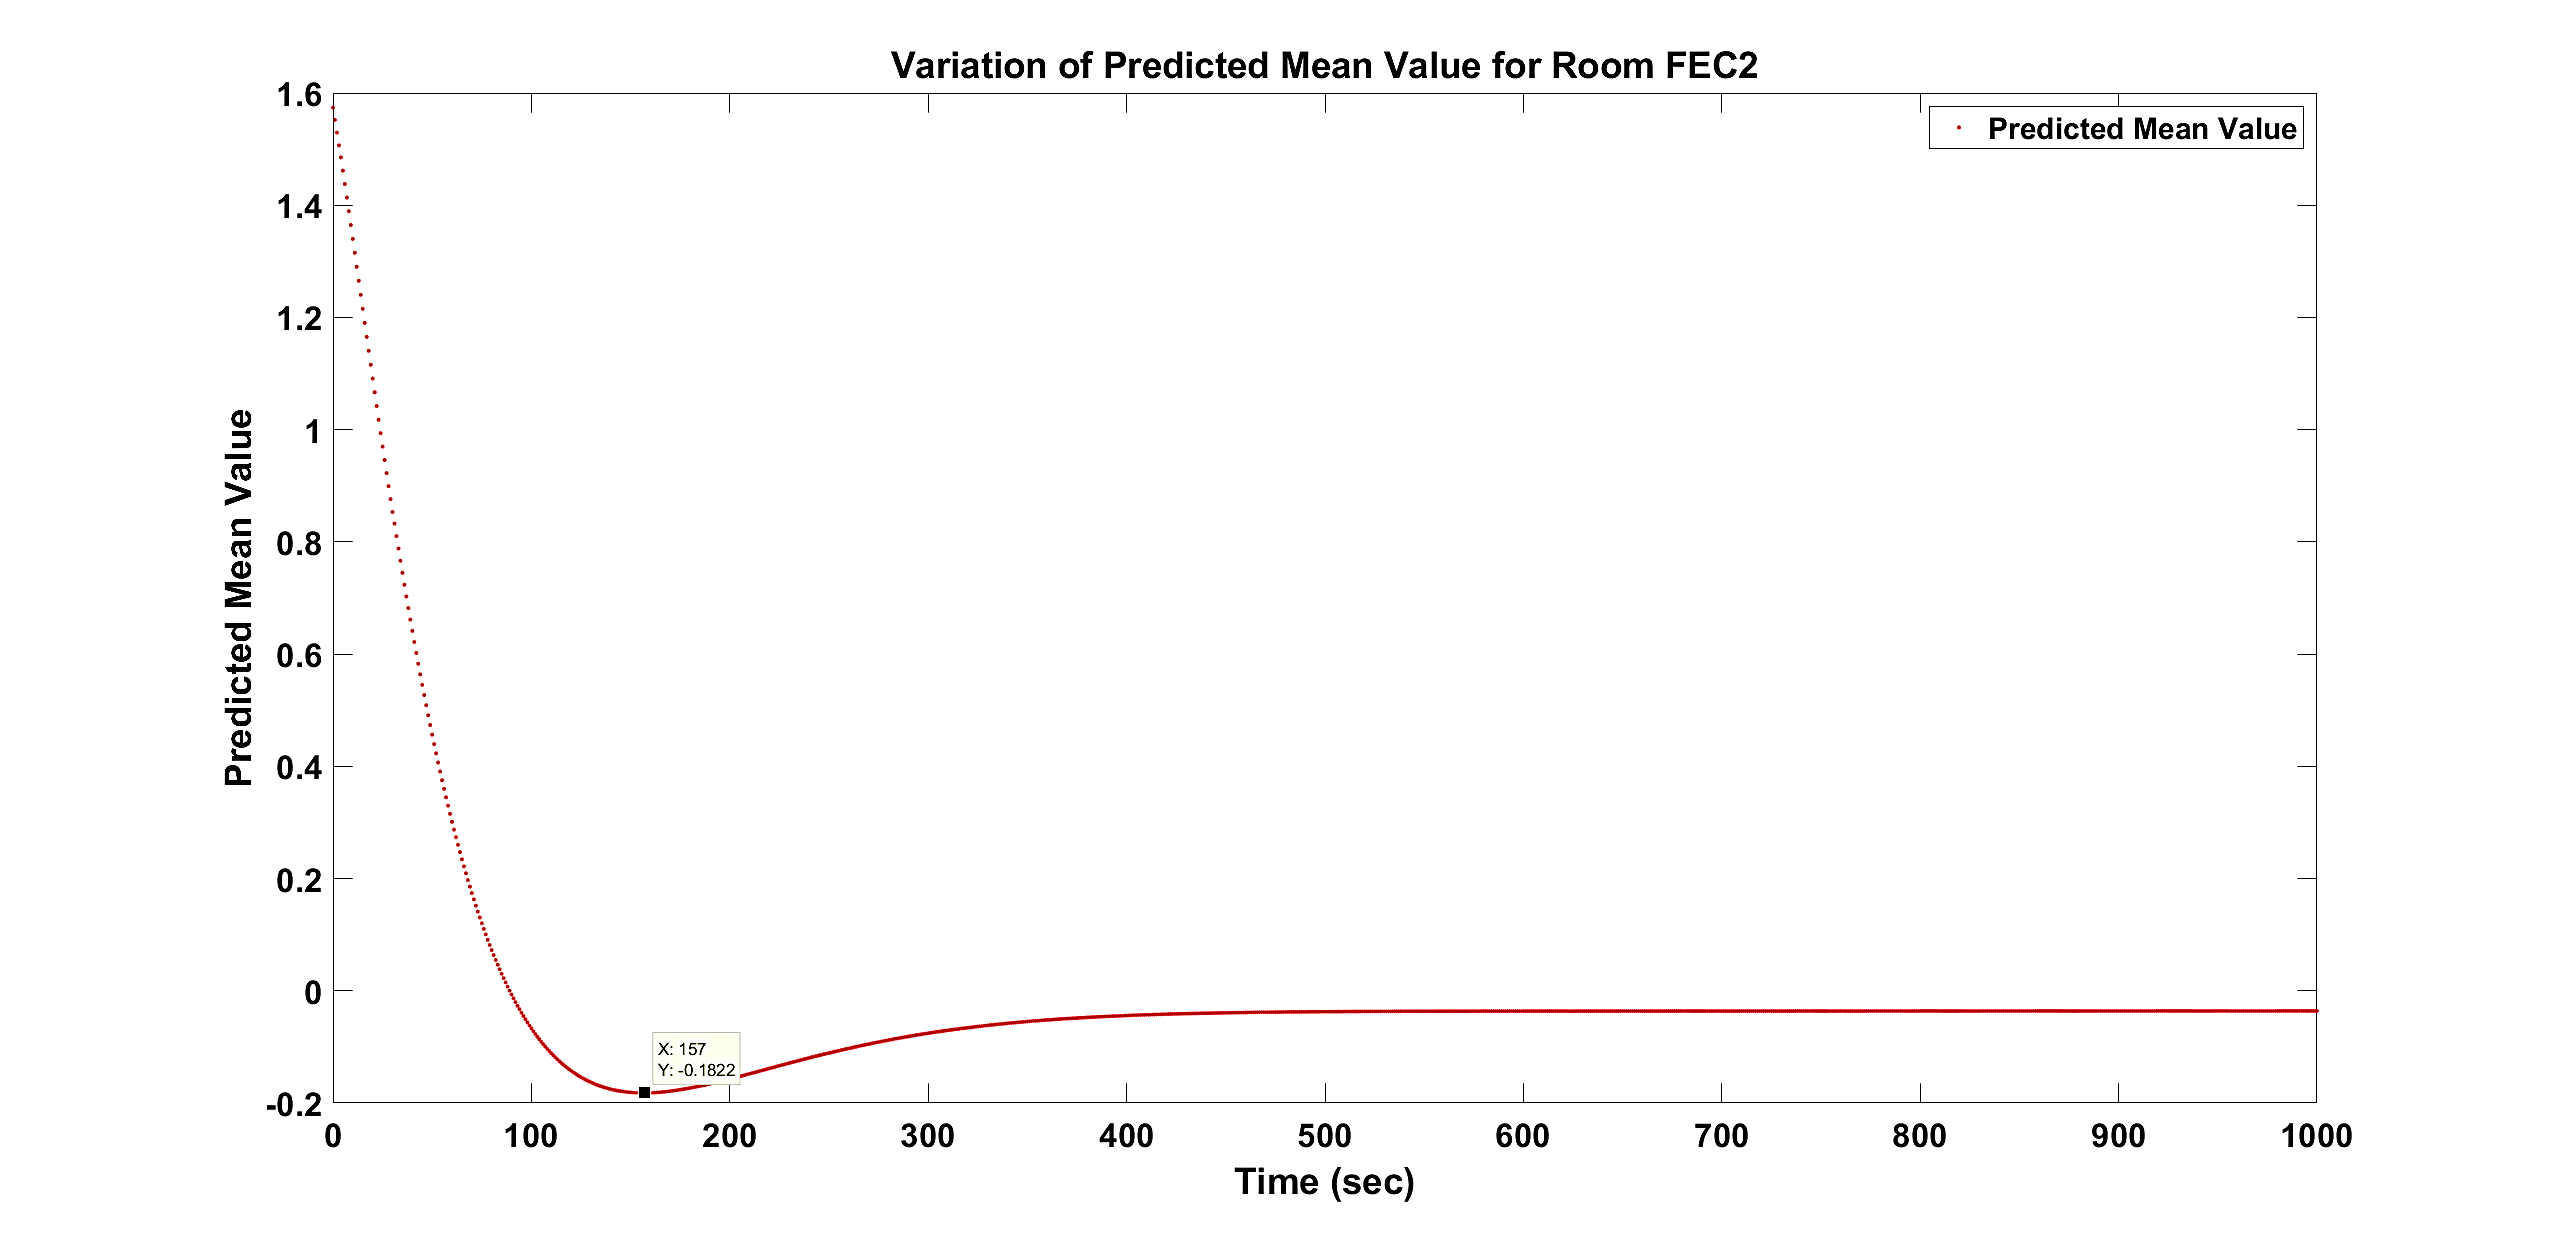 Variation of Predicted Mean Value for Room FEC2
Predicted Mean Value
1.6
1.4
1.2
1
0.8
0.6
0.4
0.2
0
-0.2
Predicted Mean Value
X: 157
Y: -0.1822
0 100 200 300 400 500 600 700 800 900 1000
Time (sec)